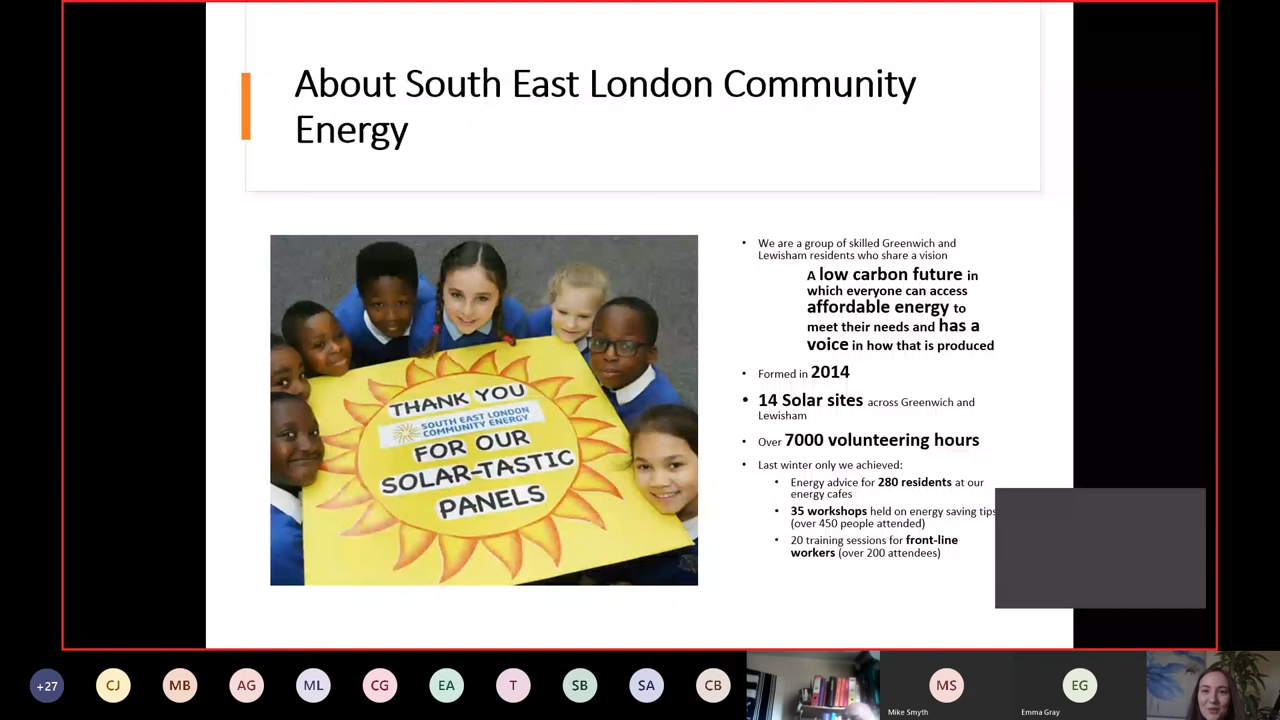 About South East London Community
Energy
THANK YOU
SOUTH EAST LONDON
COMMUNITY ENERGY
FOR OUR
SOLAR-TASTIC
PANELS
• We are a group of skilled Greenwich and
Lewisham residents who share a vision
A low carbon future in
which everyone can access
affordable energy to
meet their needs and has a
voice in how that is produced
• Formed in 2014
• 14 Solar sites across Greenwich and
Lewisham
• Over 7000 volunteering hours
• Last winter only we achieved:
• Energy advice for 280 residents at our
energy cafes
• 35 workshops held on energy saving tips
(over 450 people attended)
• 20 training sessions for front-line
workers (over 200 attendees)
+27
CJ
MB
AG
ML
CG
EA
T
SB
SA
CB
MS
Mike Smyth
EG
Emma Gray